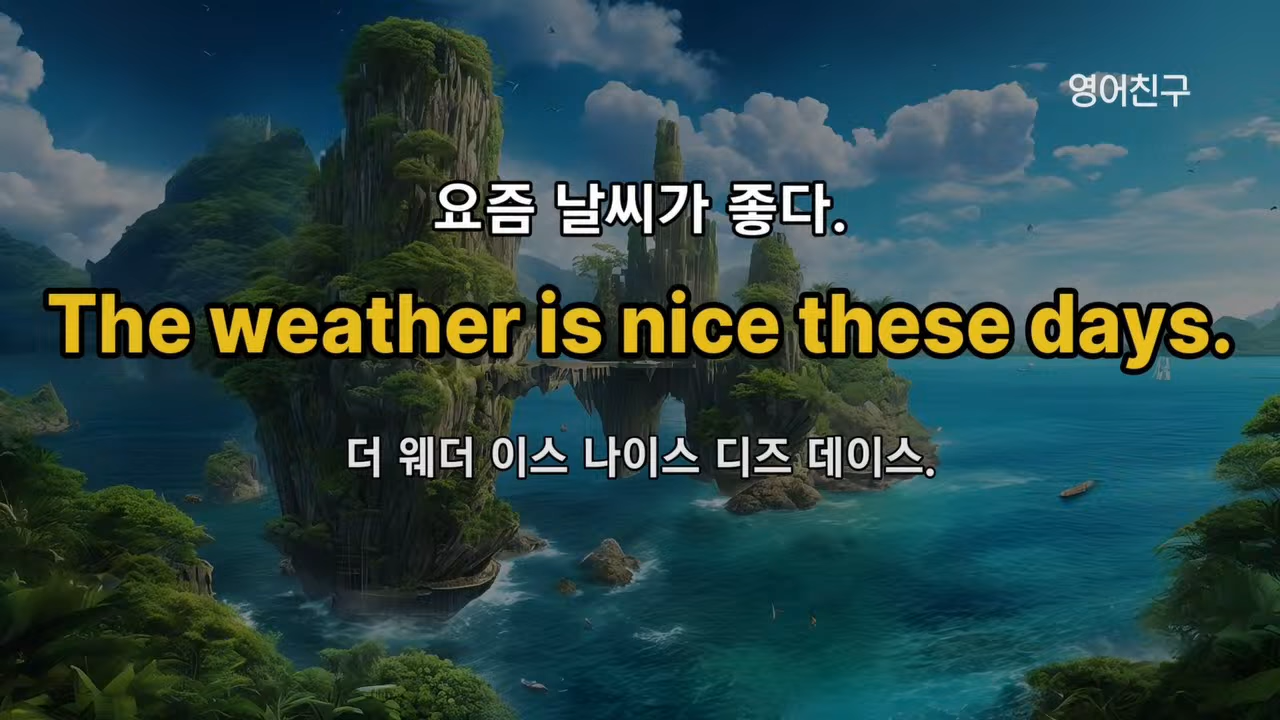 영어친구
요즘 날씨가 좋다.
The weather is nice these days.
더 웨더 이스 나이스 디즈 데이스.